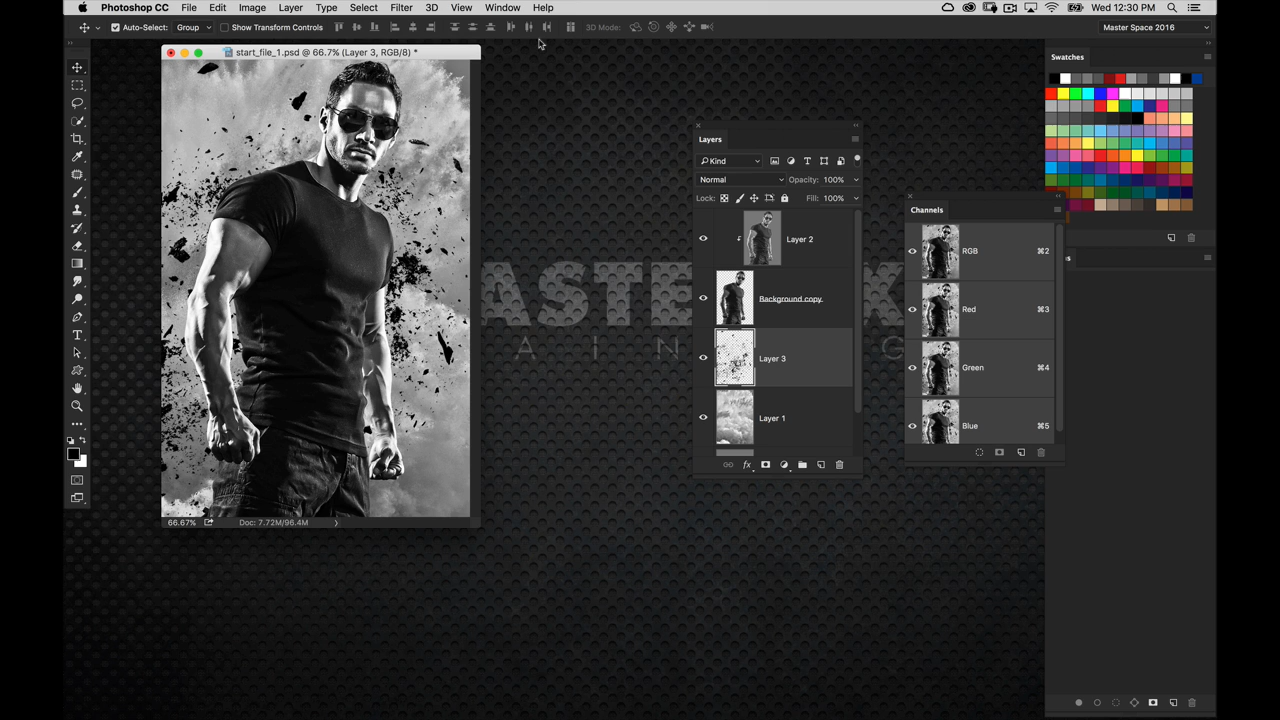 Photoshop CC File Edit Image Layer Type Select Filter 3D View Window Help Wed 12:30 PM
Auto-Select: Group Show Transform Controls 3D Mode: Master Space 2016
start_file_1.psd @ 66.7% (Layer 3, RGB/8) *
Swatches
Layers
Kind
Normal Opacity: 100%
Lock: Fill: 100%
Layer 2
Background copy
Layer 3
Layer 1
Channels
RGB ⌘2
Red ⌘3
Green ⌘4
Blue ⌘5
fx
66.67% Doc: 7.72M/96.4M